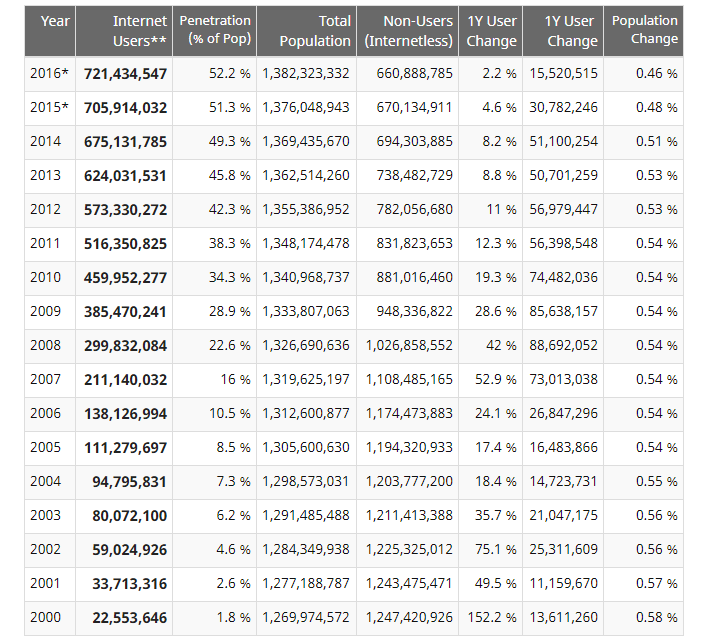 Year Internet Users** Penetration (% of Pop) Total Population Non-Users (Internetless) 1Y User Change 1Y User Change Population Change
2016* 721,434,547 52.2 % 1,382,323,332 660,888,785 2.2 % 15,520,515 0.46 %
2015* 705,914,032 51.3 % 1,376,048,943 670,134,911 4.6 % 30,782,246 0.48 %
2014 675,131,785 49.3 % 1,369,435,670 694,303,885 8.2 % 51,100,254 0.51 %
2013 624,031,531 45.8 % 1,362,514,260 738,482,729 8.8 % 50,701,259 0.53 %
2012 573,330,272 42.3 % 1,355,386,952 782,056,680 11 % 56,979,447 0.53 %
2011 516,350,825 38.3 % 1,348,174,478 831,823,653 12.3 % 56,398,548 0.54 %
2010 459,952,277 34.3 % 1,340,968,737 881,016,460 19.3 % 74,482,036 0.54 %
2009 385,470,241 28.9 % 1,333,807,063 948,336,822 28.6 % 85,638,157 0.54 %
2008 299,832,084 22.6 % 1,326,690,636 1,026,858,552 42 % 88,692,052 0.54 %
2007 211,140,032 16 % 1,319,625,197 1,108,485,165 52.9 % 73,013,038 0.54 %
2006 138,126,994 10.5 % 1,312,600,877 1,174,473,883 24.1 % 26,847,296 0.54 %
2005 111,279,697 8.5 % 1,305,600,630 1,194,320,933 17.4 % 16,483,866 0.54 %
2004 94,795,831 7.3 % 1,298,573,031 1,203,777,200 18.4 % 14,723,731 0.55 %
2003 80,072,100 6.2 % 1,291,485,488 1,211,413,388 35.7 % 21,047,175 0.56 %
2002 59,024,926 4.6 % 1,284,349,938 1,225,325,012 75.1 % 25,311,609 0.56 %
2001 33,713,316 2.6 % 1,277,188,787 1,243,475,471 49.5 % 11,159,670 0.57 %
2000 22,553,646 1.8 % 1,269,974,572 1,247,420,926 152.2 % 13,611,260 0.58 %